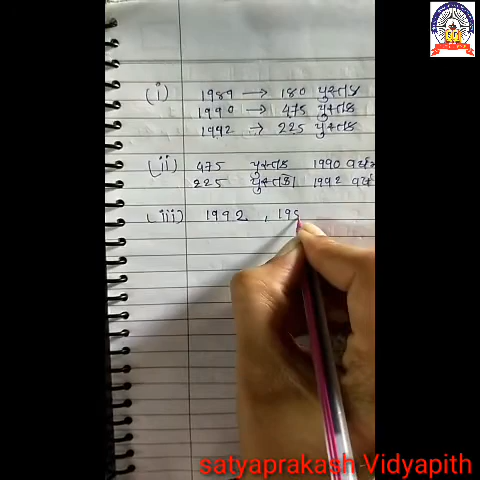 (i) 1989 → 180 पुस्तक
1990 → 475 पुस्तक
1992 → 225 पुस्तक
(ii) 475 पुस्तक 1990 वर्ष
225 पुस्तक 1992 वर्ष
(iii) 1992 , 199
satyaprakash Vidyapith